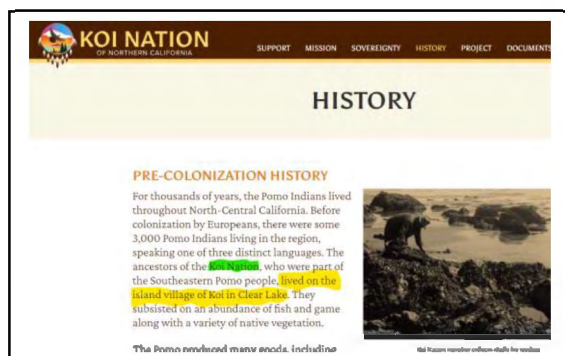 KOI NATION
OF NORTHERN CALIFORNIA
SUPPORT MISSION SOVEREIGNTY HISTORY PROJECT DOCUMENTS
HISTORY
PRE-COLONIZATION HISTORY
For thousands of years, the Pomo Indians lived
throughout North-Central California. Before
colonization by Europeans, there were some
3,000 Pomo Indians living in the region,
speaking one of three distinct languages. The
ancestors of the Koi Nation, who were part of
the Southeastern Pomo people, lived on the
island village of Koi in Clear Lake. They
subsisted on an abundance of fish and game
along with a variety of native vegetation.
The Pomo produced many goods, including